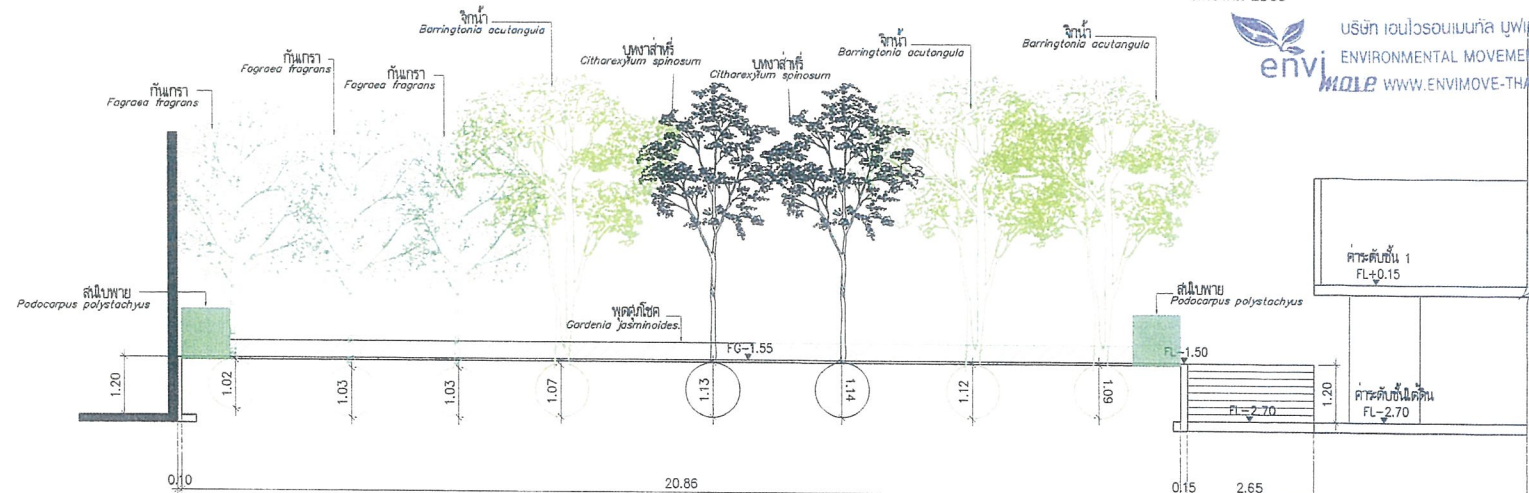 จิกน้ำ
Barringtonia acutangula
บุหงาส่าหรี
Citharexylum spinosum
กันเกรา
Fagraea fragrans
กันเกรา
Fagraea fragrans
กันเกรา
Fagraea fragrans
บุหงาส่าหรี
Citharexylum spinosum
จิกน้ำ
Barringtonia acutangula
จิกน้ำ
Barringtonia acutangula
บริษัท เอนไวรอนเมนทัล
envi
ENVIRONMENTAL
move WWW.ENVIMOVE-THA
ค่าระดับชั้น 1
FL+0.15
สนใบพาย
Podocarpus polystachyus
สนใบพาย
Podocarpus polystachyus
พุดศุภโชค
Gardenia jasminoides.
FG-1.55
FL-1.50
1.20
1.02
1.03
1.03
1.07
1.13
1.14
1.12
1.09
1.20
FL-2.70
ค่าระดับชั้นใต้ดิน
FL-2.70
0.10
20.86
0.15
2.65